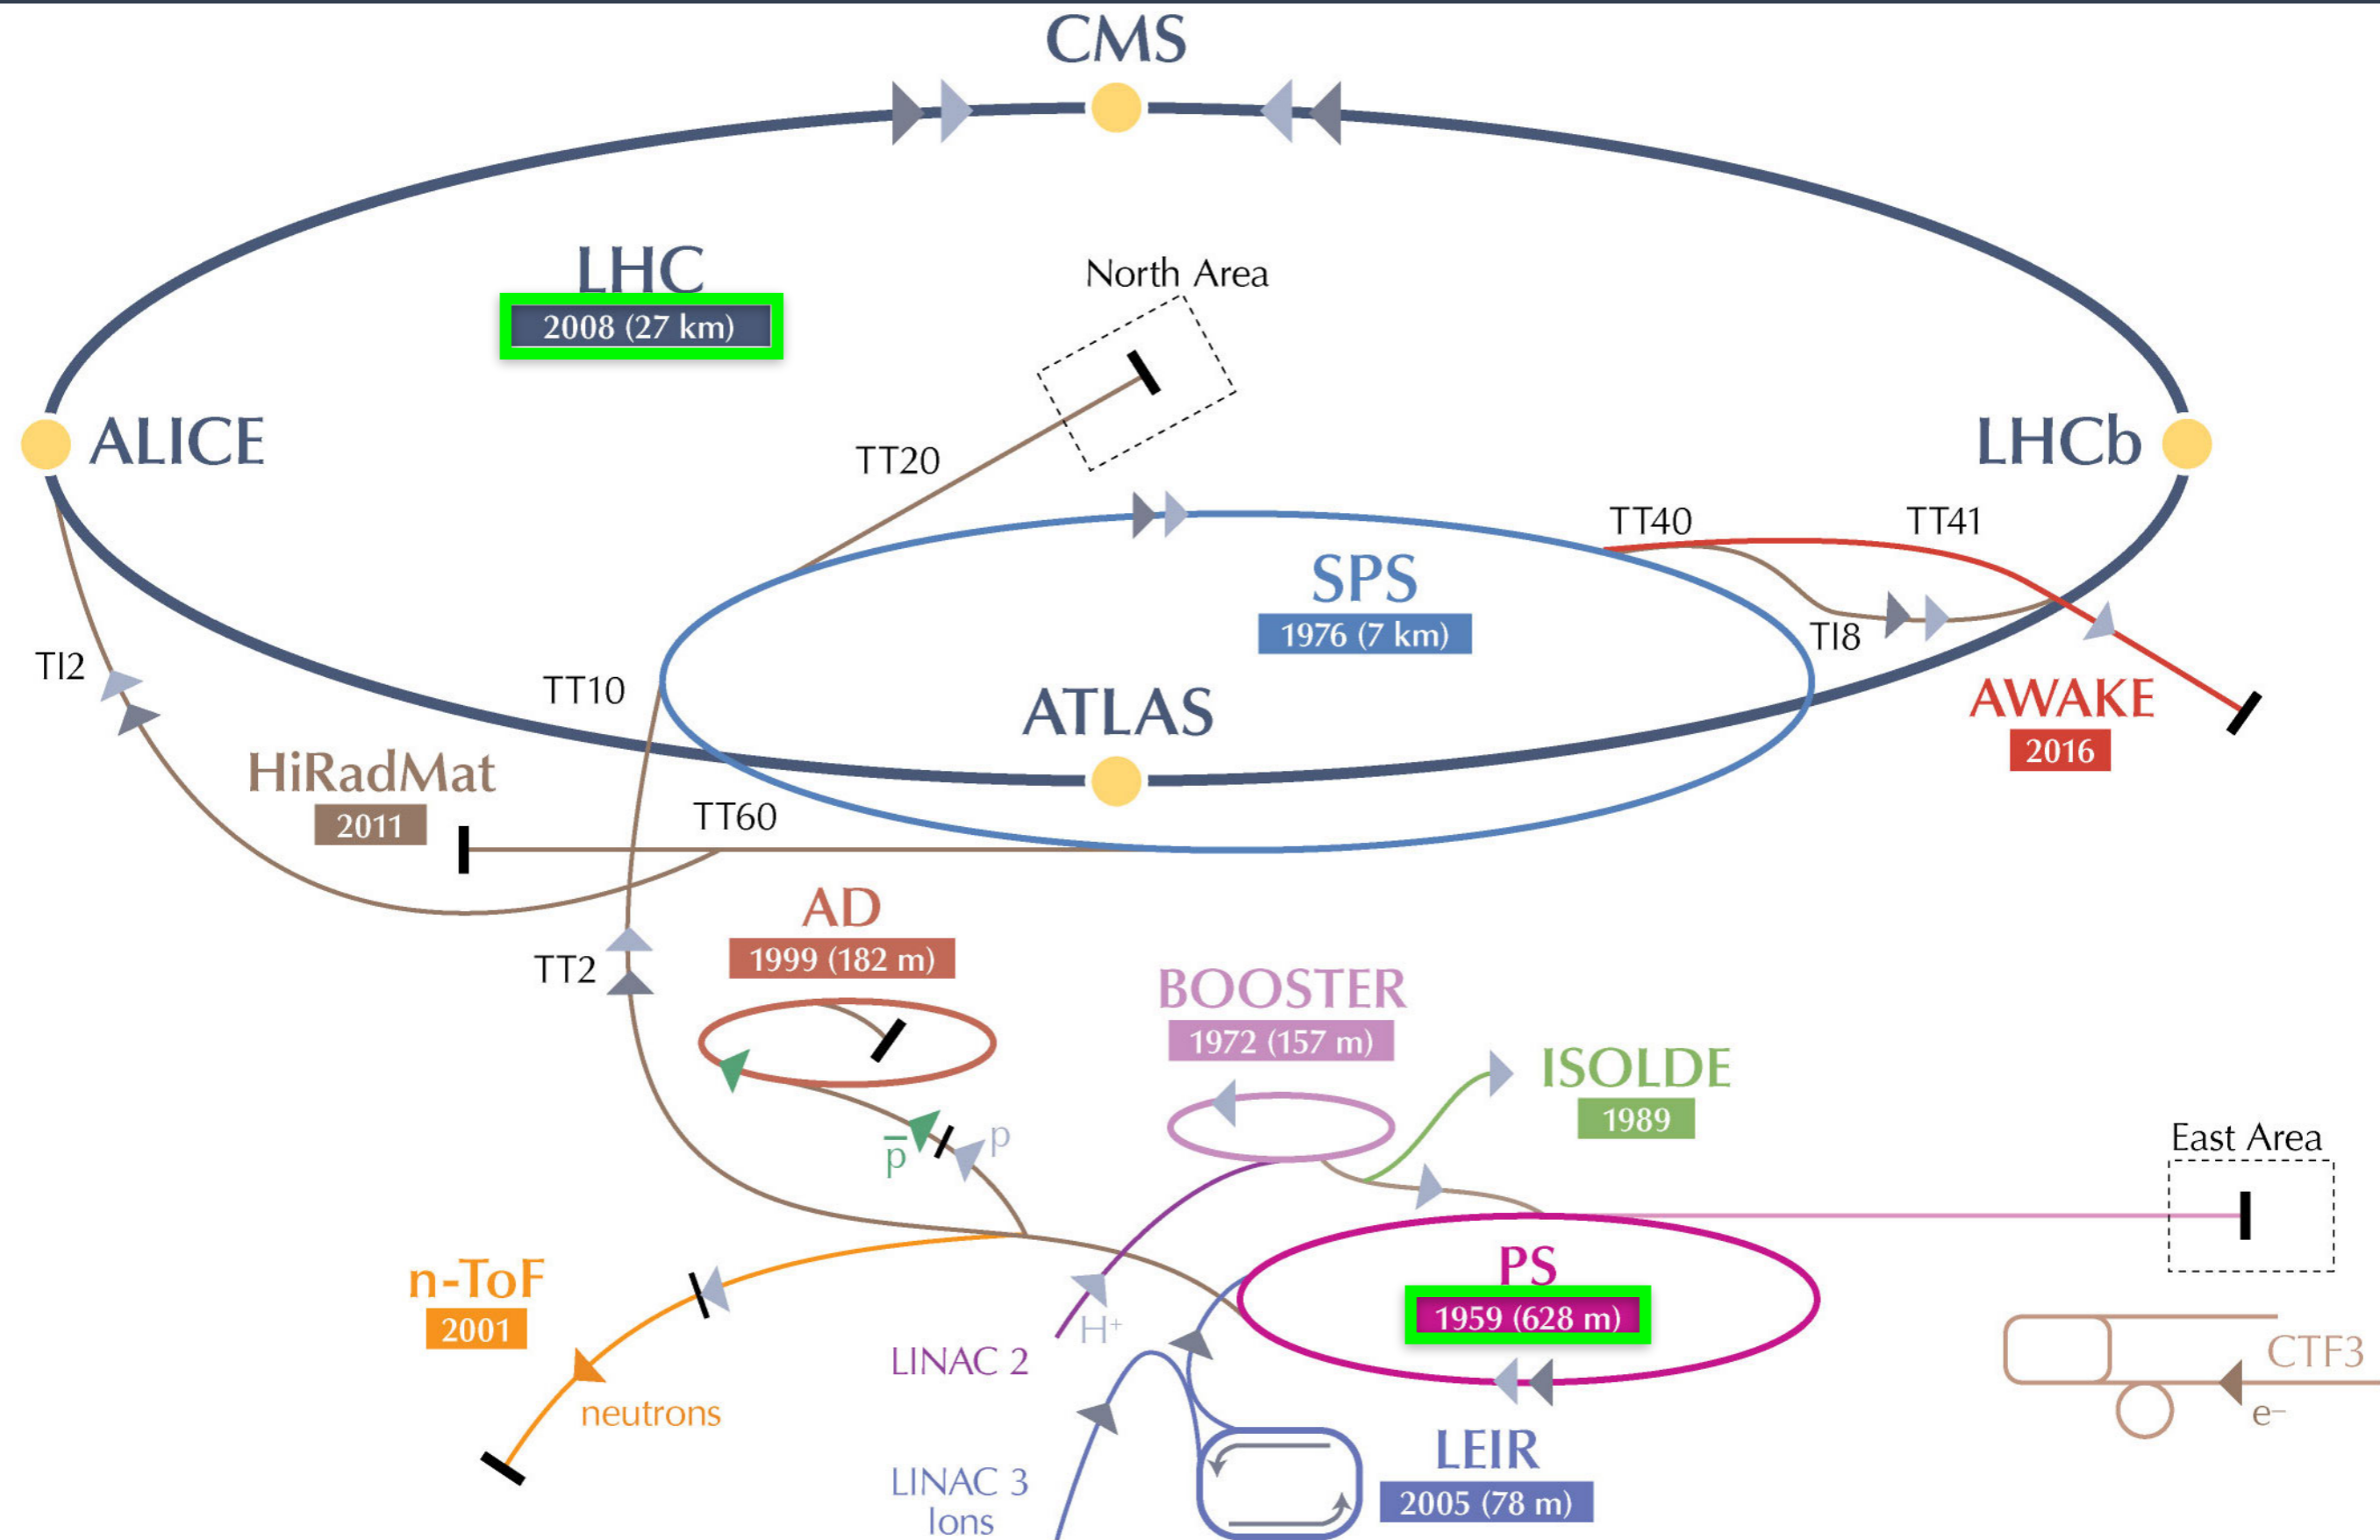 CMS
LHC
2008 (27 km)
North Area
ALICE
LHCb
TT20
TT40
TT41
SPS
1976 (7 km)
TI8
TI2
TT10
ATLAS
AWAKE
2016
HiRadMat
2011
TT60
AD
1999 (182 m)
TT2
BOOSTER
1972 (157 m)
ISOLDE
1989
p̅
p
East Area
n-ToF
2001
neutrons
PS
1959 (628 m)
H⁺
LINAC 2
CTF3
e⁻
LEIR
2005 (78 m)
LINAC 3
Ions